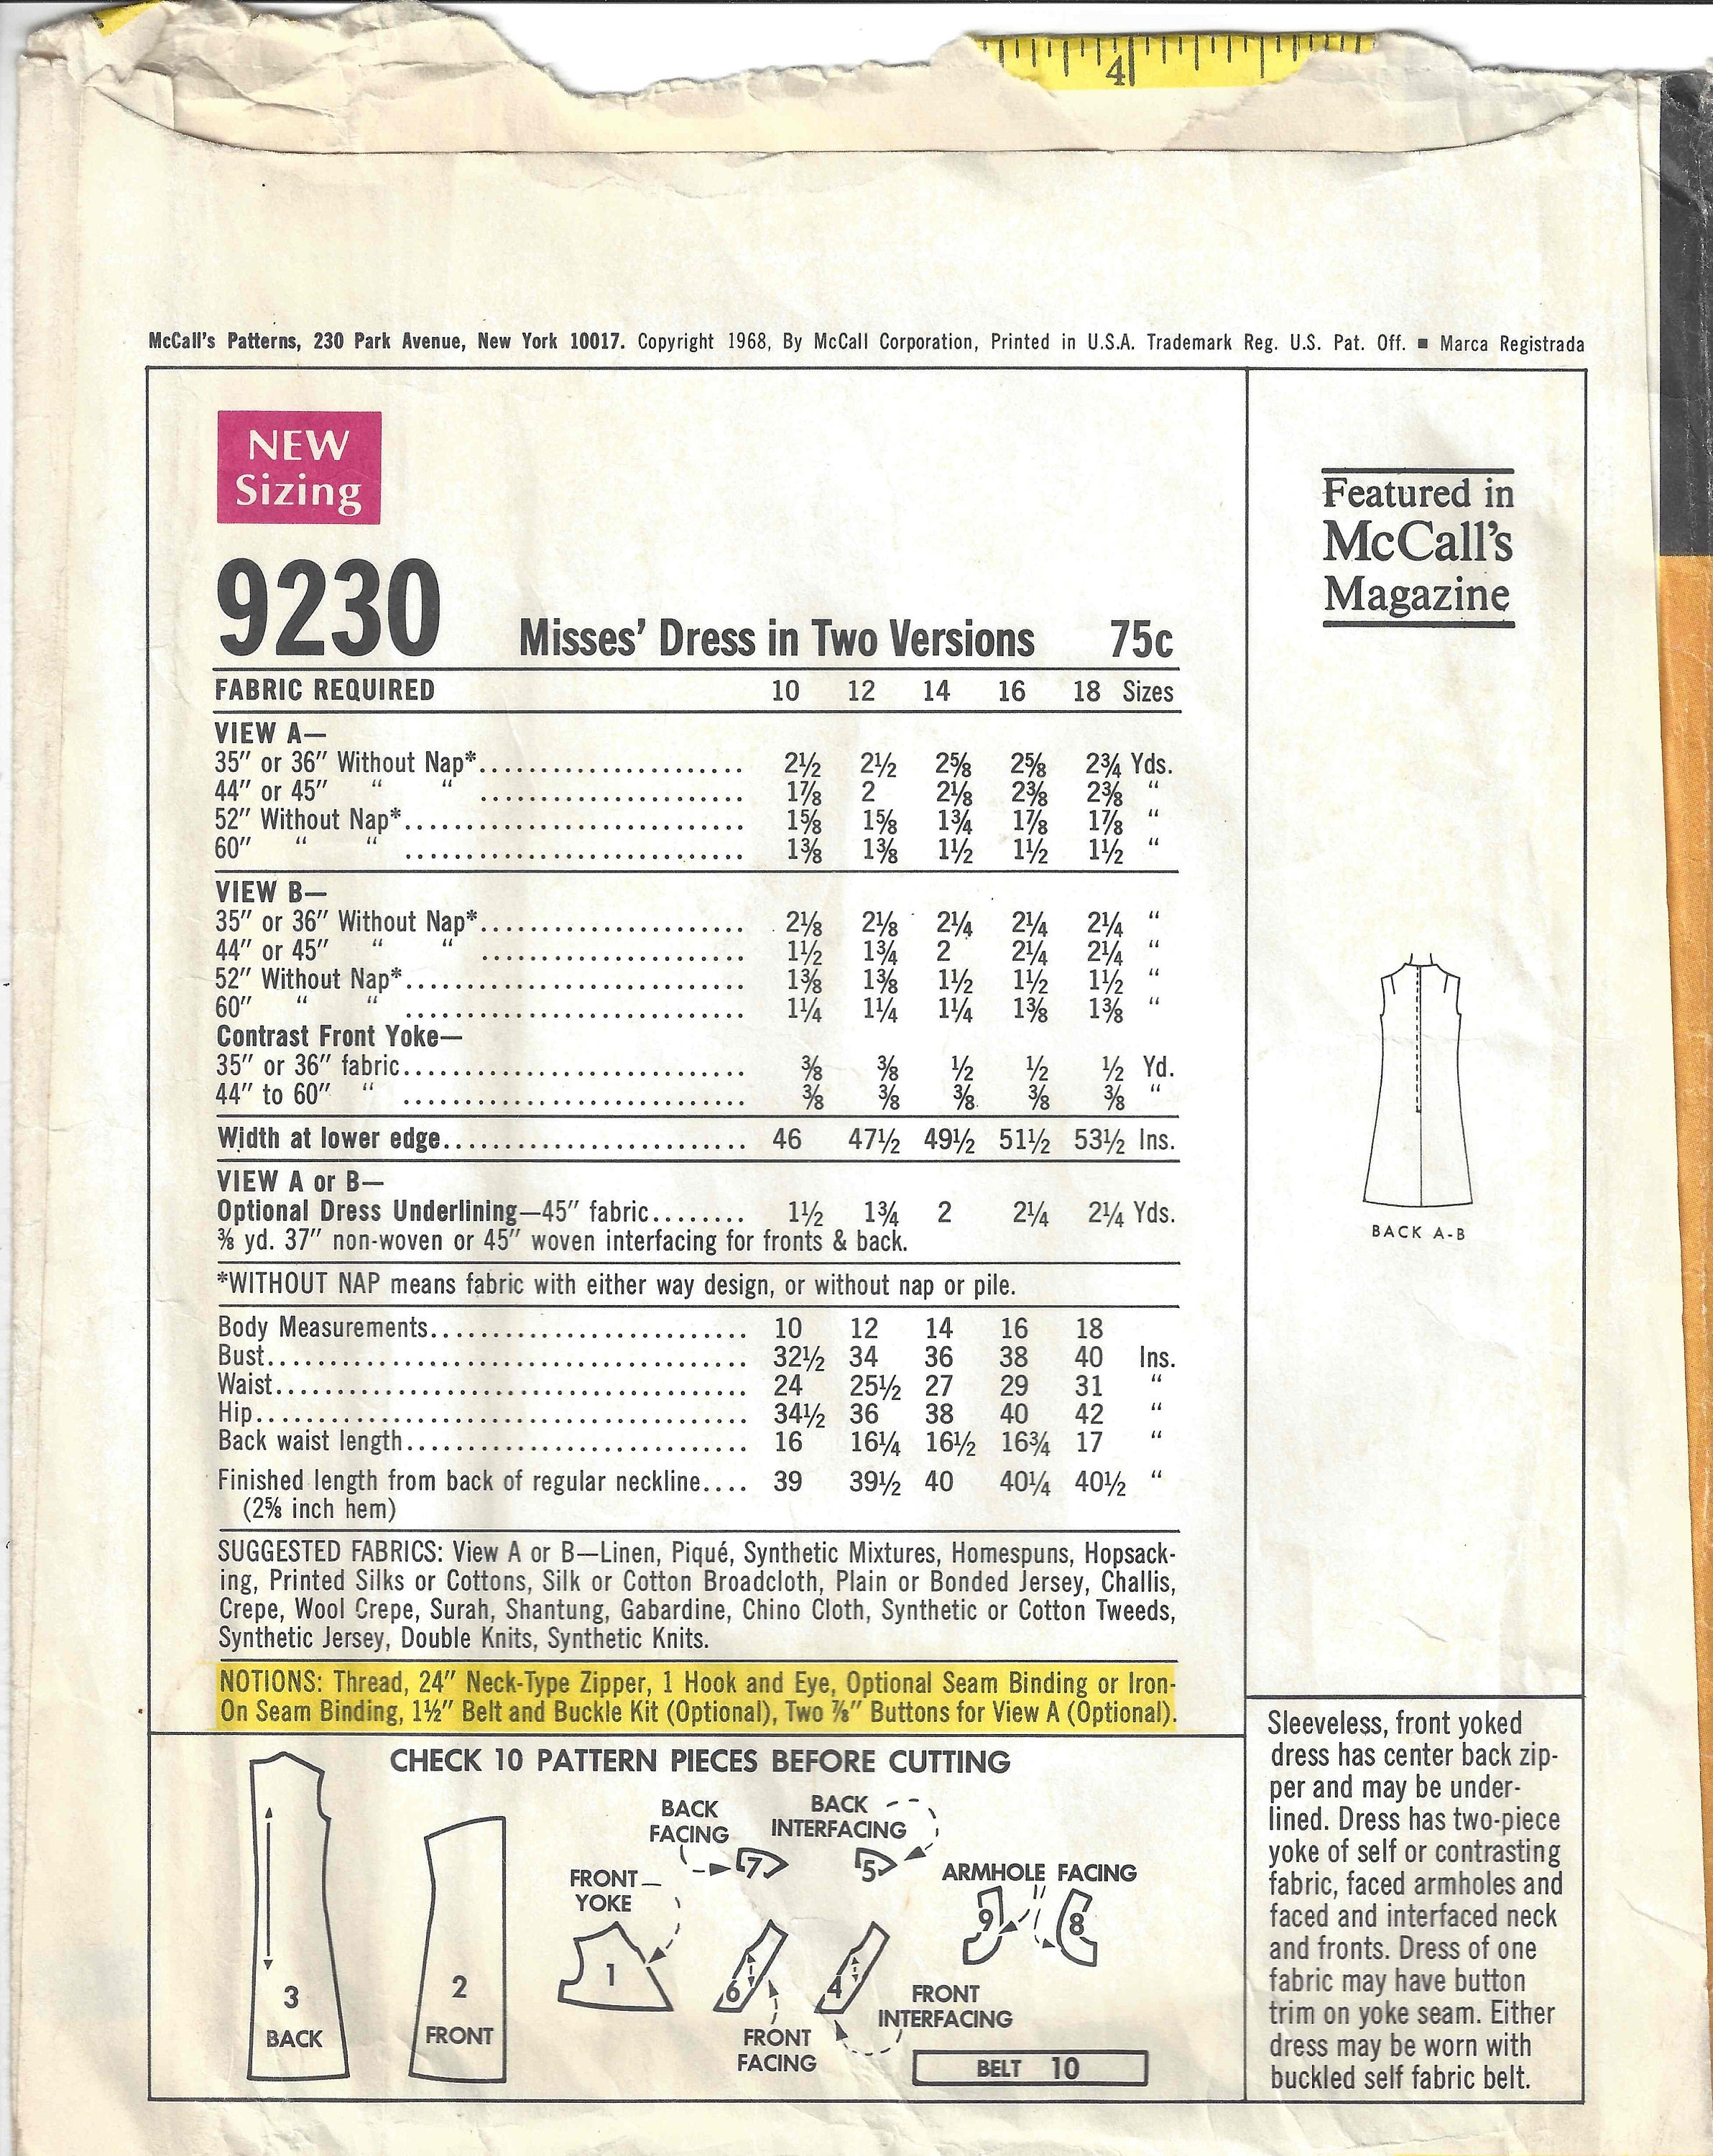 4
McCall's Patterns, 230 Park Avenue, New York 10017. Copyright 1968, By McCall Corporation, Printed in U.S.A. Trademark Reg. U.S. Pat. Off. ■ Marca Registrada
NEW
Sizing
9230 Misses' Dress in Two Versions 75c
FABRIC REQUIRED 10 12 14 16 18 Sizes
VIEW A—
35" or 36" Without Nap*...................... 2½ 2½ 2⅝ 2⅝ 2¾ Yds.
44" or 45" " " ...................... 1⅞ 2 2⅛ 2⅜ 2⅜ "
52" Without Nap*............................. 1⅝ 1⅝ 1¾ 1⅞ 1⅞ "
60" " " ............................. 1⅜ 1⅜ 1½ 1½ 1½ "
VIEW B—
35" or 36" Without Nap*...................... 2⅛ 2⅛ 2¼ 2¼ 2¼ "
44" or 45" " " ...................... 1½ 1¾ 2 2¼ 2¼ "
52" Without Nap*............................. 1⅜ 1⅜ 1½ 1½ 1½ "
60" " " ............................. 1¼ 1¼ 1¼ 1⅜ 1⅜ "
Contrast Front Yoke—
35" or 36" fabric............................. ⅜ ⅜ ½ ½ ½ Yd.
44" to 60" " ............................. ⅜ ⅜ ⅜ ⅜ ⅜ "
Width at lower edge.......................... 46 47½ 49½ 51½ 53½ Ins.
VIEW A or B—
Optional Dress Underlining—45" fabric........ 1½ 1¾ 2 2¼ 2¼ Yds.
⅜ yd. 37" non-woven or 45" woven interfacing for fronts & back.
*WITHOUT NAP means fabric with either way design, or without nap or pile.
Body Measurements........................... 10 12 14 16 18
Bust......................................... 32½ 34 36 38 40 Ins.
Waist........................................ 24 25½ 27 29 31 "
Hip.......................................... 34½ 36 38 40 42 "
Back waist length............................. 16 16¼ 16½ 16¾ 17 "
Finished length from back of regular neckline.... 39 39½ 40 40¼ 40½ "
(2⅝ inch hem)
SUGGESTED FABRICS: View A or B—Linen, Piqué, Synthetic Mixtures, Homespuns, Hopsack-
ing, Printed Silks or Cottons, Silk or Cotton Broadcloth, Plain or Bonded Jersey, Challis,
Crepe, Wool Crepe, Surah, Shantung, Gabardine, Chino Cloth, Synthetic or Cotton Tweeds,
Synthetic Jersey, Double Knits, Synthetic Knits.
NOTIONS: Thread, 24" Neck-Type Zipper, 1 Hook and Eye, Optional Seam Binding or Iron-
On Seam Binding, 1½" Belt and Buckle Kit (Optional), Two ⅞" Buttons for View A (Optional).
CHECK 10 PATTERN PIECES BEFORE CUTTING
3
BACK
2
FRONT
FRONT
YOKE
1
BACK
FACING
7
BACK
INTERFACING
5
ARMHOLE FACING
9 8
6
FRONT
FACING
4
FRONT
INTERFACING
BELT 10
Featured in
McCall's
Magazine
BACK A-B
Sleeveless, front yoked
dress has center back zip-
per and may be under-
lined. Dress has two-piece
yoke of self or contrasting
fabric, faced armholes and
faced and interfaced neck
and fronts. Dress of one
fabric may have button
trim on yoke seam. Either
dress may be worn with
buckled self fabric belt.